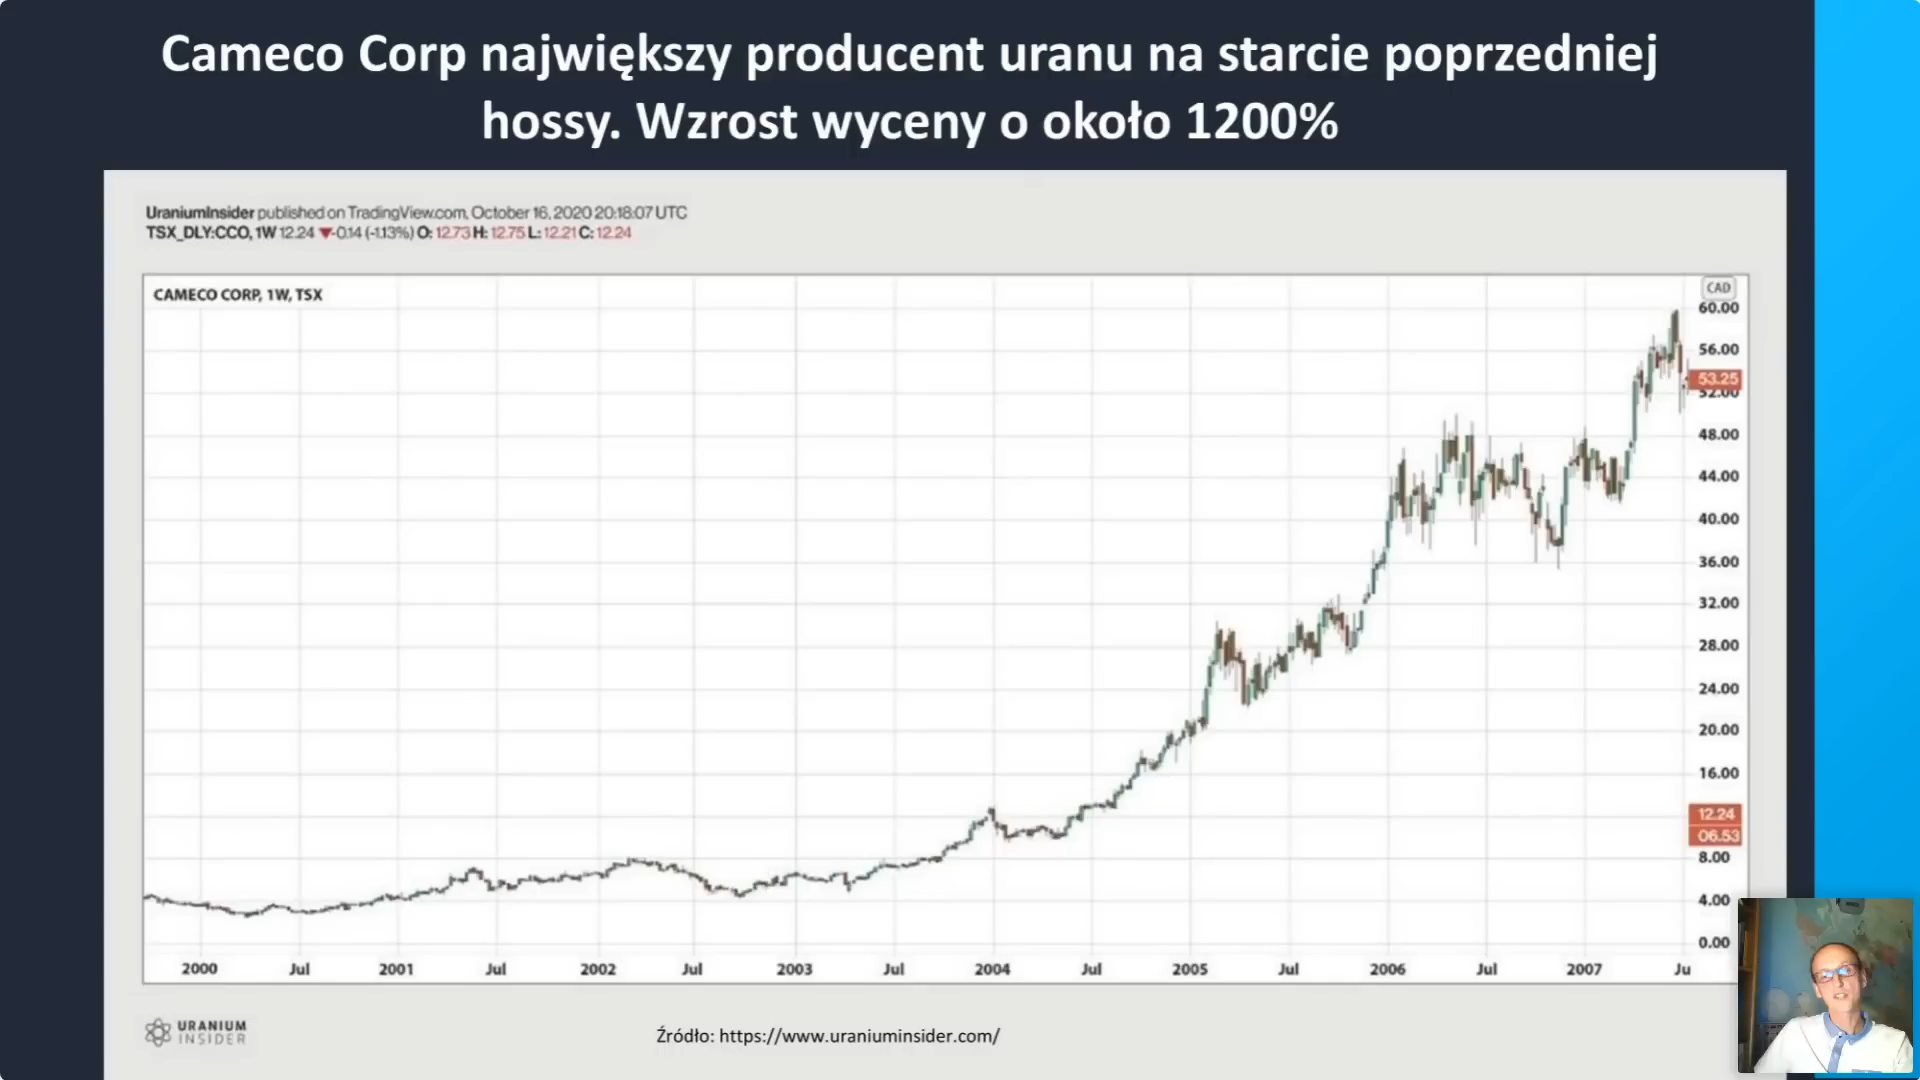 Cameco Corp największy producent uranu na starcie poprzedniej
hossy. Wzrost wyceny o około 1200%
UraniumInsider published on TradingView.com, October 16, 2020 20:18:07 UTC
TSX_DLY:CCO, 1W 12.24 ▼-0.14 (-1.13%) O: 12.73 H: 12.75 L: 12.21 C: 12.24
CAMECO CORP, 1W, TSX
CAD
60.00
56.00
53.25
52.00
48.00
44.00
40.00
36.00
32.00
28.00
24.00
20.00
16.00
12.24
06.53
8.00
4.00
0.00
2000 Jul 2001 Jul 2002 Jul 2003 Jul 2004 Jul 2005 Jul 2006 Jul 2007 Ju
URANIUM
INSIDER
Źródło: https://www.uraniuminsider.com/